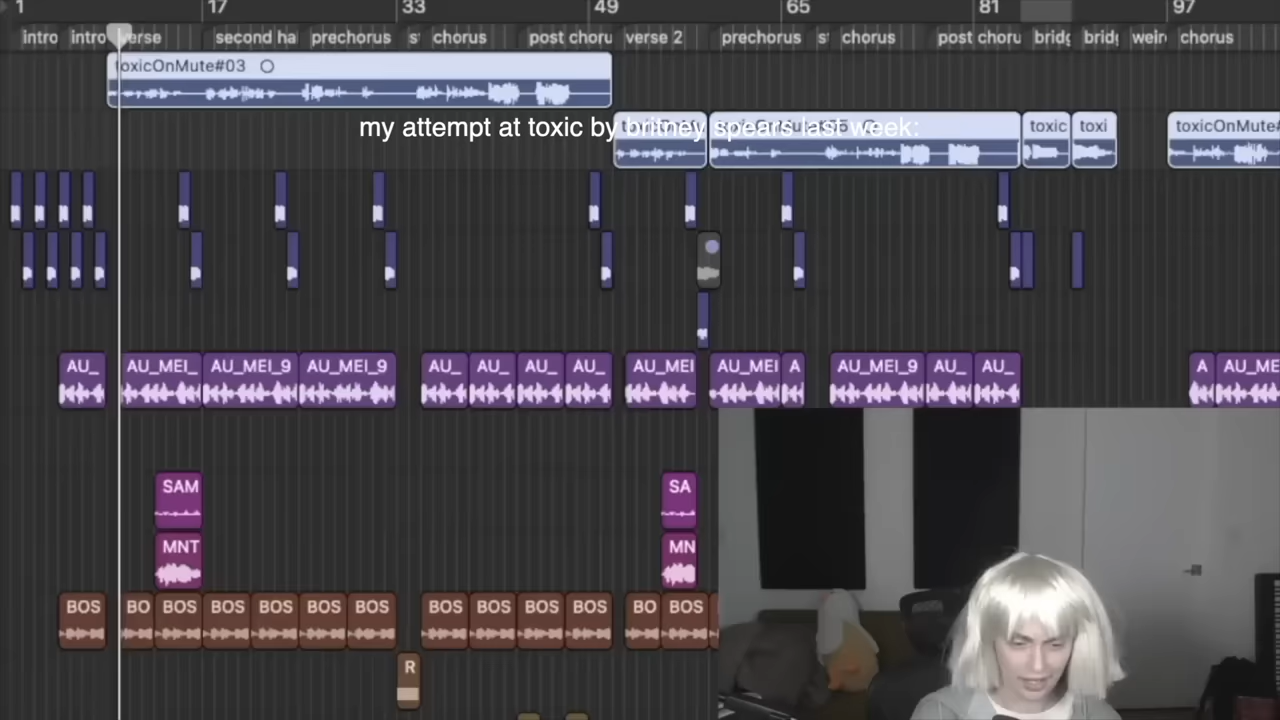 1 17 33 49 65 81 97
intro intro verse second ha prechorus st chorus post choru verse 2 prechorus st chorus post choru bridg bridg weir chorus
toxicOnMute#03
my attempt at toxic by britney spears last week:
toxic toxi toxicOnMute#
AU_ AU_MEI_ AU_MEI_9 AU_MEI_9 AU_ AU_ AU_ AU_ AU_MEI AU_MEI A AU_MEI_9 AU_ AU_ A AU_ME
SAM SA
MNT MN
BOS BO BOS BOS BOS BOS BOS BOS BOS BOS BOS BO BOS
R